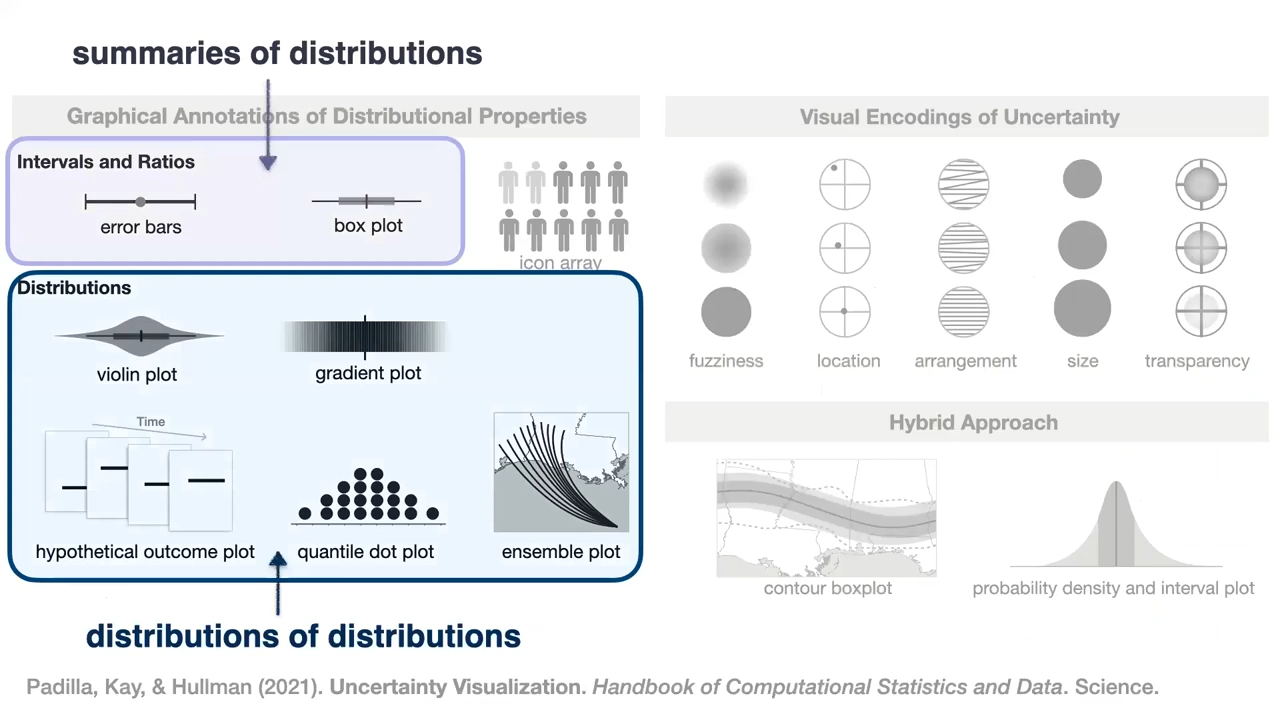 summaries of distributions
Graphical Annotations of Distributional Properties
Intervals and Ratios
error bars
box plot
icon array
Distributions
violin plot
gradient plot
Time
hypothetical outcome plot
quantile dot plot
ensemble plot
distributions of distributions
Visual Encodings of Uncertainty
fuzziness
location
arrangement
size
transparency
Hybrid Approach
contour boxplot
probability density and interval plot
Padilla, Kay, & Hullman (2021). Uncertainty Visualization. Handbook of Computational Statistics and Data. Science.